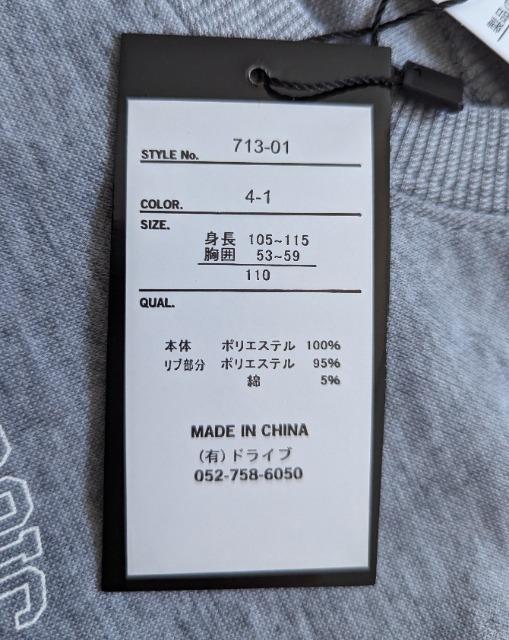 STYLE No. 713-01
COLOR. 4-1
SIZE.
身長 105~115
胸囲 53~59
110
QUAL.
本体 ポリエステル 100%
リブ部分 ポリエステル 95%
綿 5%
MADE IN CHINA
(有)ドライブ
052-758-6050